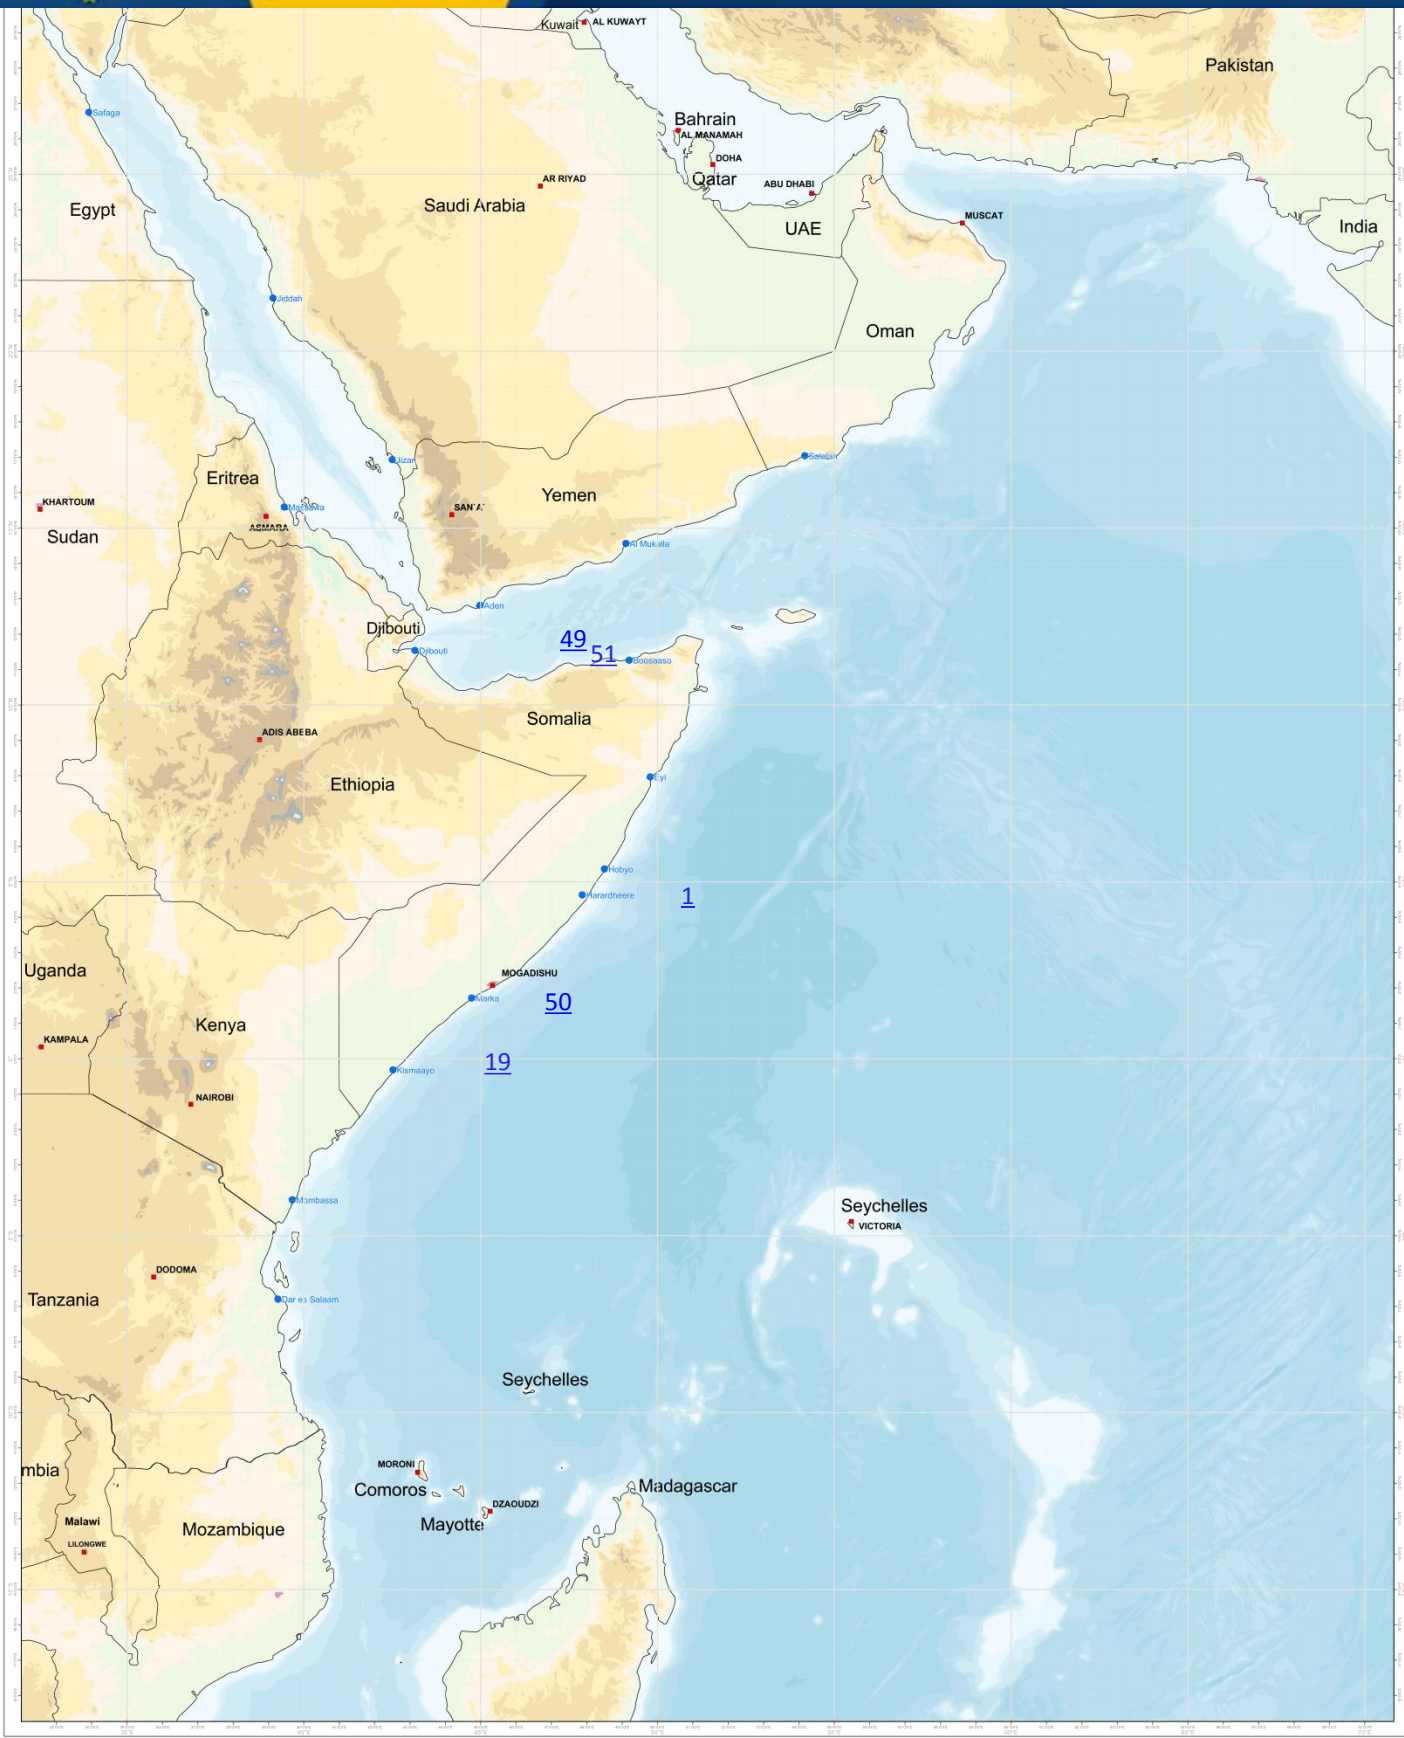 Kuwait
AL KUWAYT
Pakistan
Safaga
Bahrain
AL MANAMAH
DOHA
Qatar
ABU DHABI
AR RIYAD
Saudi Arabia
Egypt
UAE
MUSCAT
India
Jiddah
Oman
Jizan
Salalah
Eritrea
KHARTOUM
Massawa
ASMARA
SAN'A'
Yemen
Sudan
Al Mukalla
Aden
Djibouti
Djibouti
49
51
Boosaaso
Somalia
ADIS ABEBA
Ethiopia
Eyl
Hobyo
Harardheere
1
Uganda
MOGADISHU
Marka
50
Kenya
KAMPALA
19
Kismaayo
NAIROBI
Mombassa
Seychelles
VICTORIA
DODOMA
Tanzania
Dar es Salaam
Seychelles
mbia
MORONI
Comoros
Madagascar
DZAOUDZI
Mayotte
Malawi
LILONGWE
Mozambique